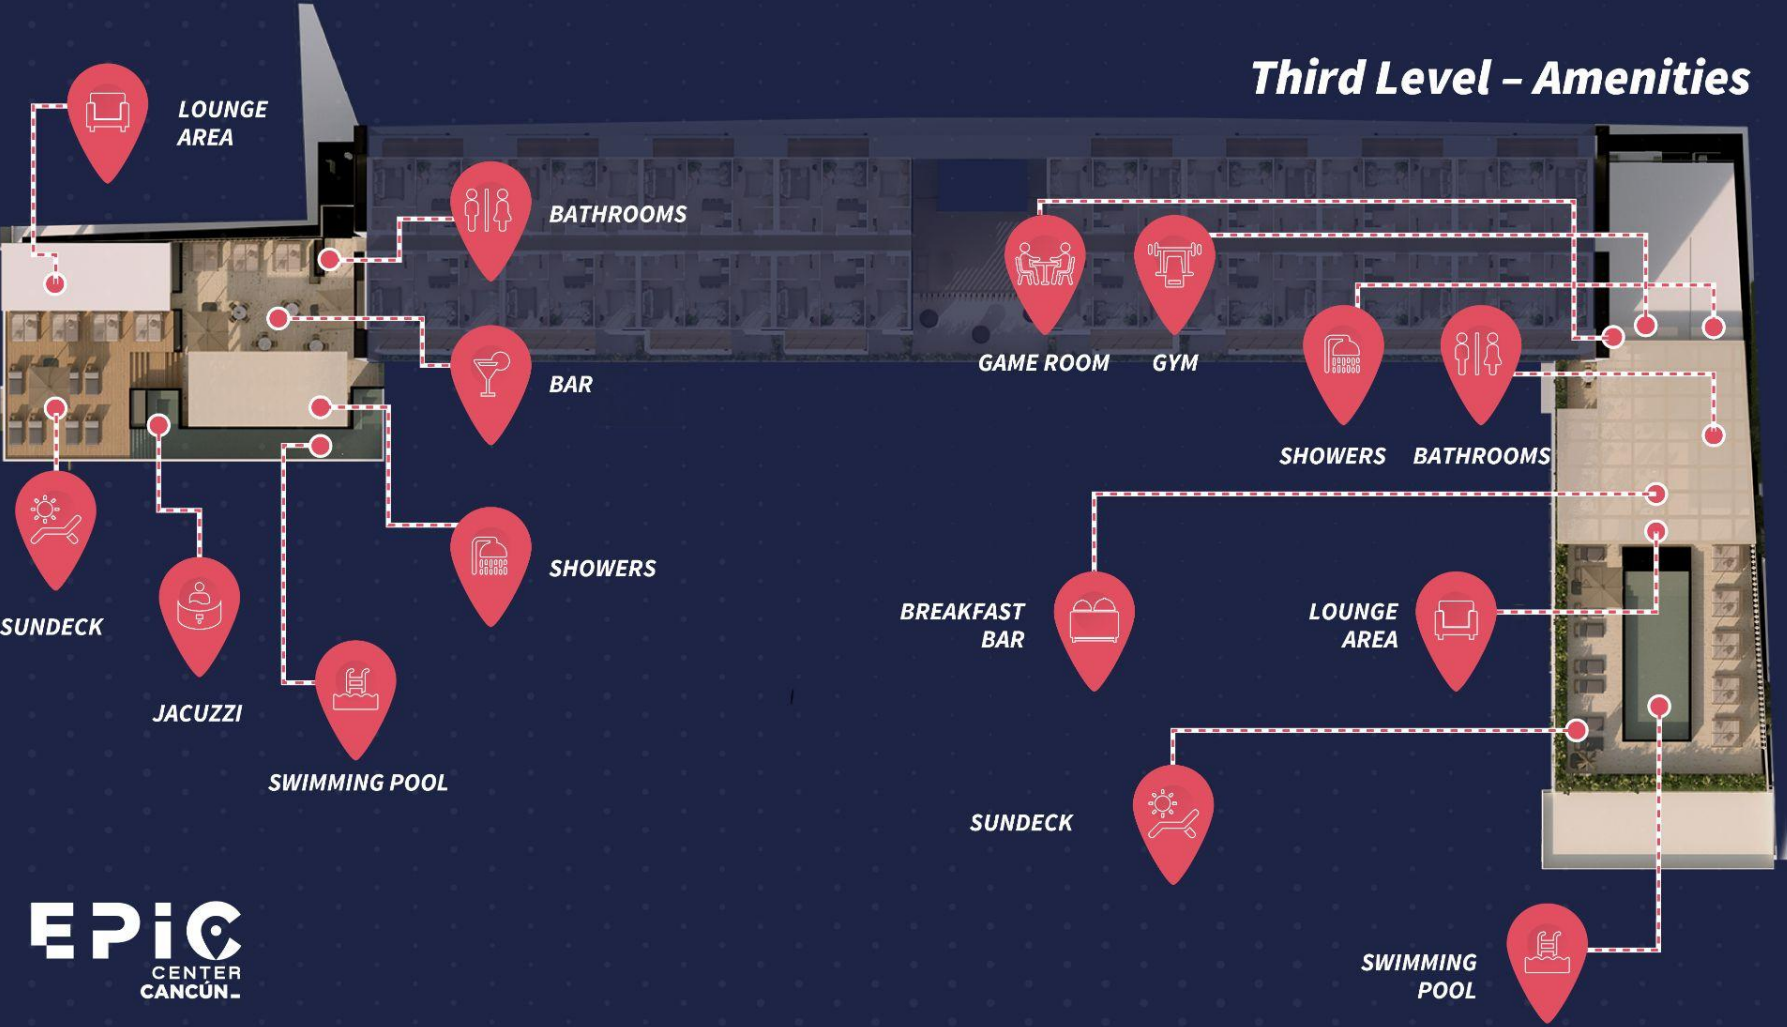 Third Level – Amenities
LOUNGE
AREA
BATHROOMS
BAR
GAME ROOM
GYM
SHOWERS
BATHROOMS
SHOWERS
SUNDECK
JACUZZI
SWIMMING POOL
BREAKFAST
BAR
LOUNGE
AREA
SUNDECK
SWIMMING
POOL
EPiC
CENTER
CANCÚN_